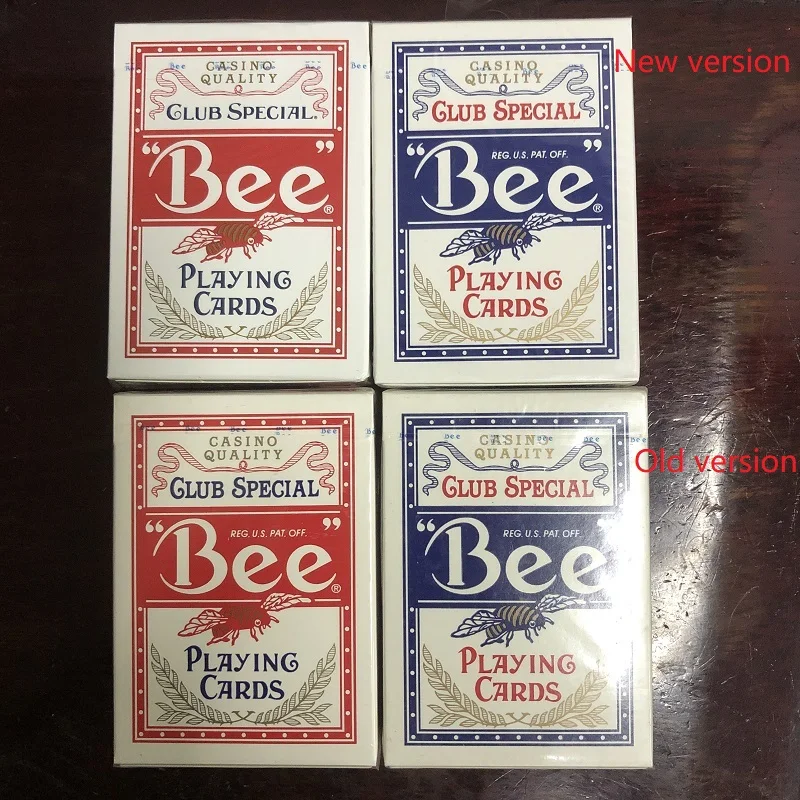 New version
CASINO
QUALITY
CLUB SPECIAL®
"Bee"®
PLAYING
CARDS
CASINO
QUALITY
CLUB SPECIAL
REG. U.S. PAT. OFF.
"Bee"®
PLAYING
CARDS
Old version
CASINO
QUALITY
CLUB SPECIAL
REG. U.S. PAT. OFF.
"Bee"®
PLAYING
CARDS
CASINO
QUALITY
CLUB SPECIAL
REG. U.S. PAT. OFF.
"Bee
PLAYING
CARDS